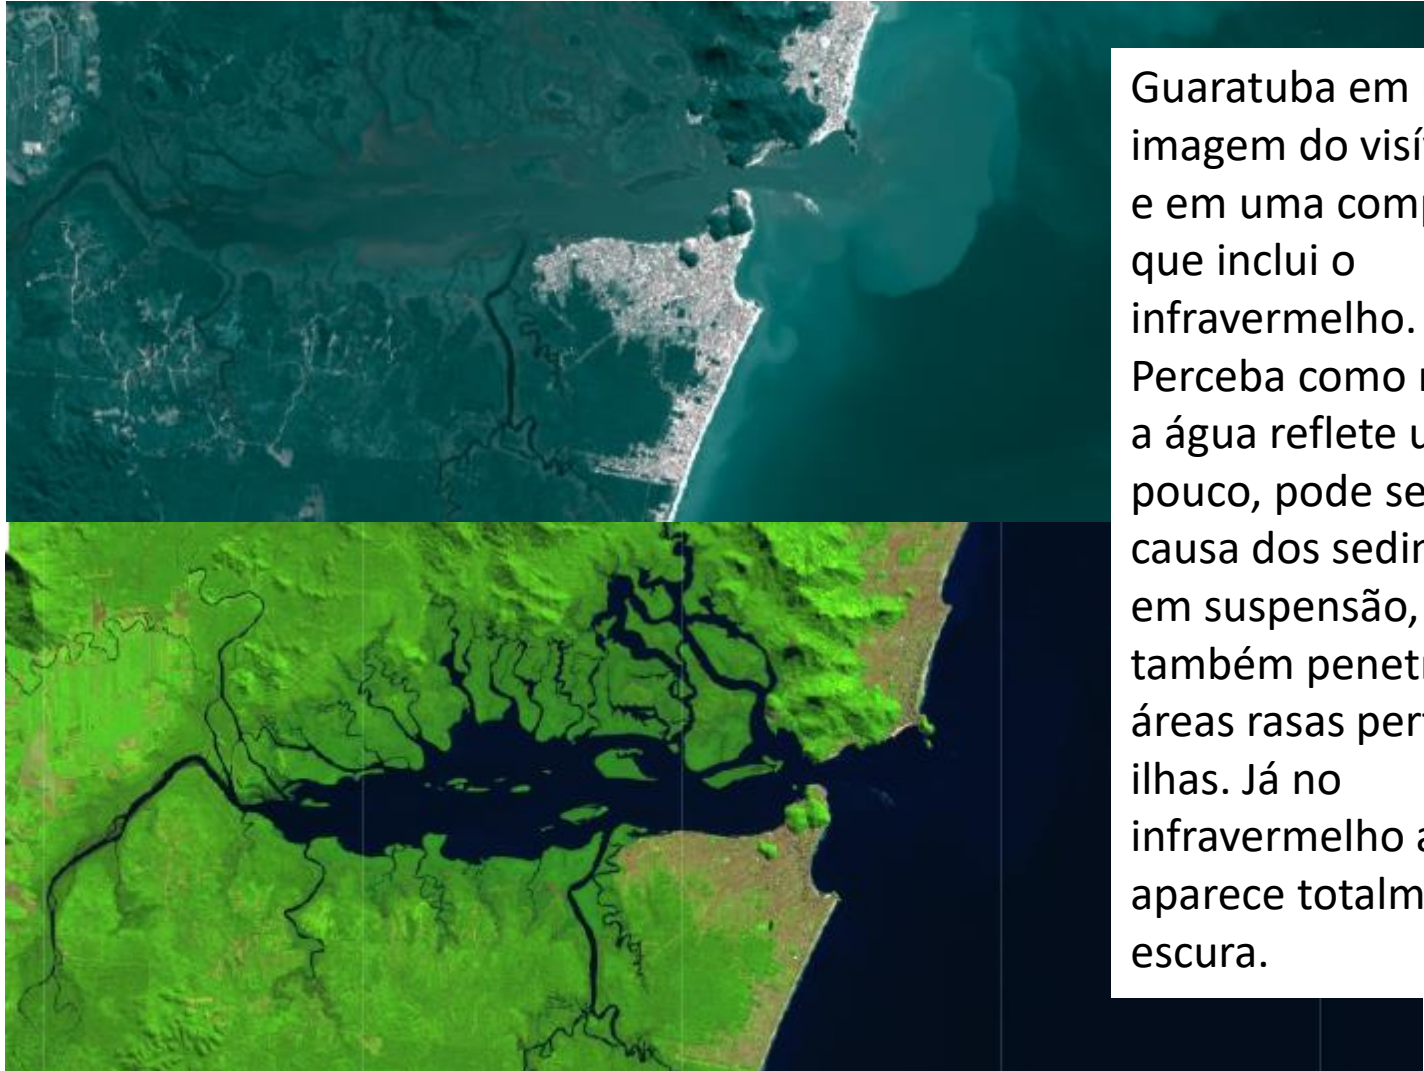 Guaratuba em
imagem do
e em uma
que inclui o
infravermelho.
Perceba como
a água reflete
pouco, pode
causa dos
em suspensão,
também
áreas rasas
ilhas. Já no
infravermelho
aparece
escura.